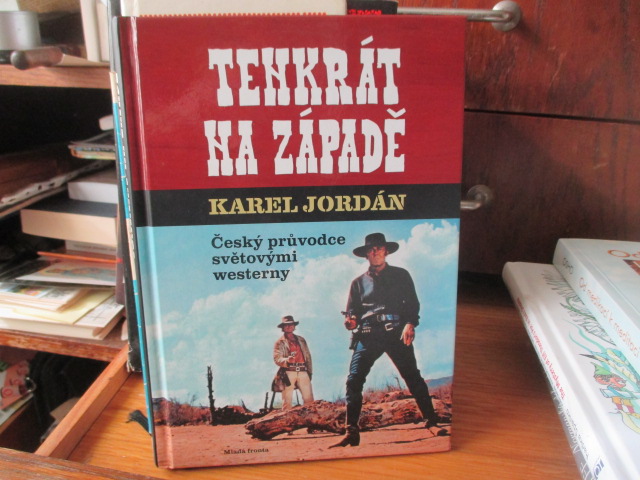 TENKRÁT
NA ZÁPADĚ
KAREL JORDÁN
Český průvodce
světovými
westerny
Mladá fronta